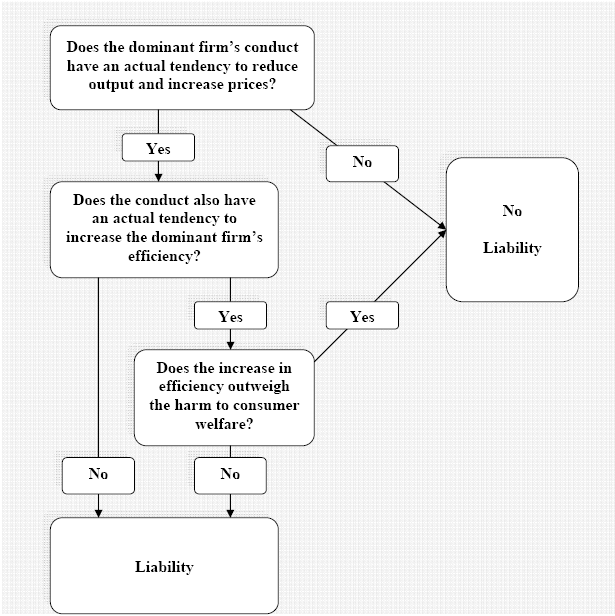 Does the dominant firm's conduct
have an actual tendency to reduce
output and increase prices?
Yes
No
Does the conduct also have
an actual tendency to
increase the dominant firm's
efficiency?
No
Liability
Yes
Yes
Does the increase in
efficiency outweigh
the harm to consumer
welfare?
No
No
Liability